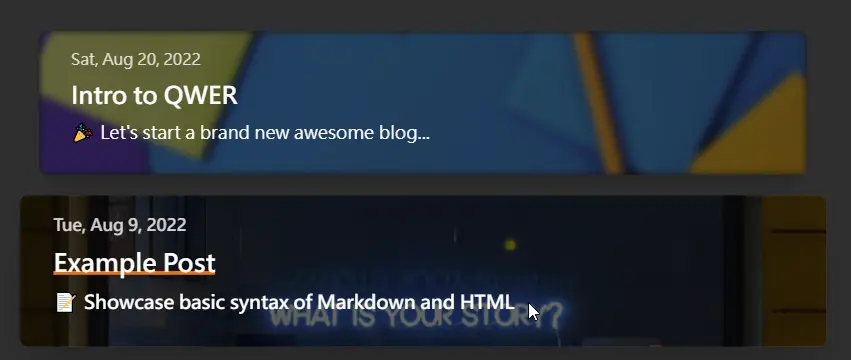 Sat, Aug 20, 2022
Intro to QWER
🎉 Let's start a brand new awesome blog...
Tue, Aug 9, 2022
Example Post
📝 Showcase basic syntax of Markdown and HTML
WHAT IS YOUR STORY?